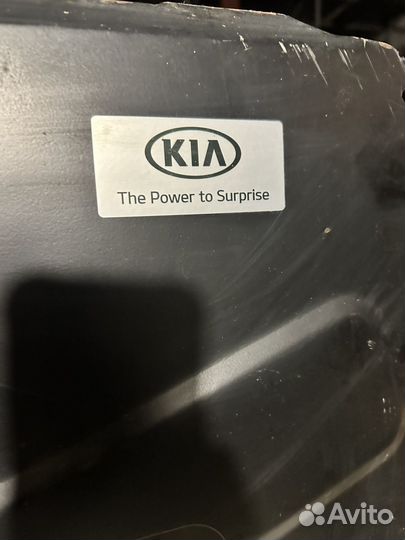 KIA
The Power to Surprise
Avito